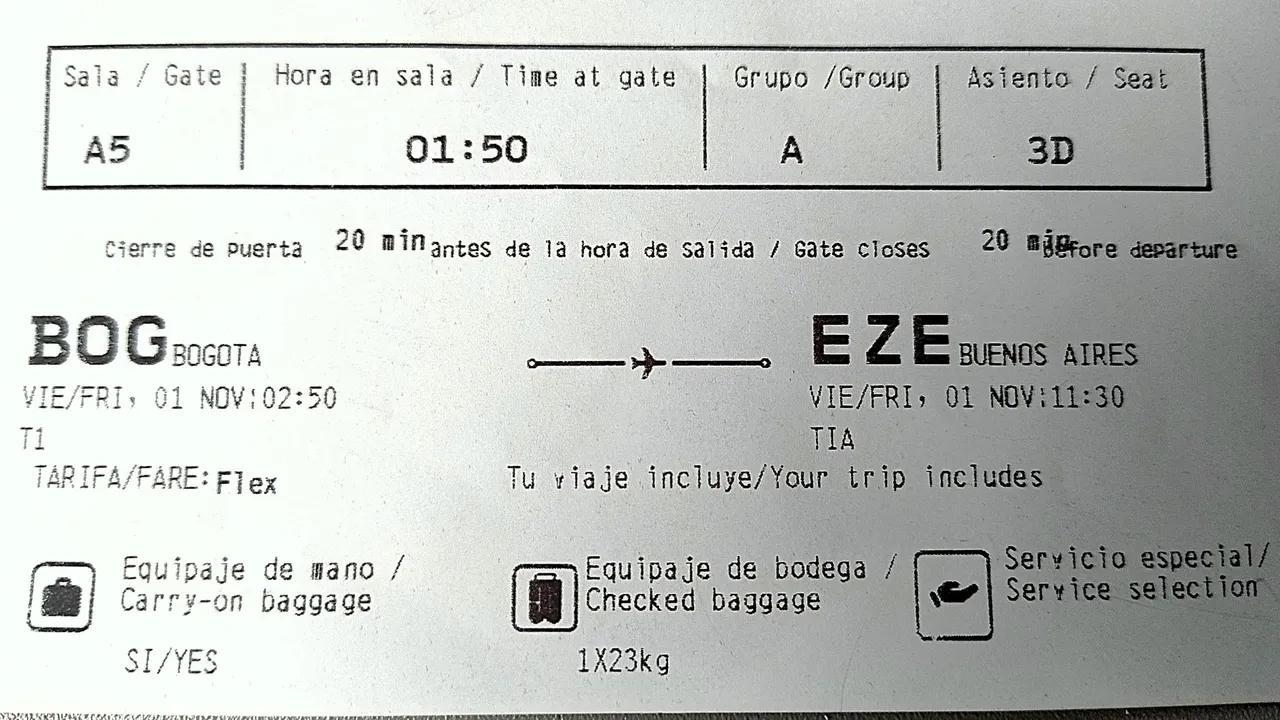 Sala / Gate Hora en sala / Time at gate Grupo /Group Asiento / Seat
A5 01:50 A 3D
Cierre de puerta 20 min antes de la hora de salida / Gate closes 20 min before departure
BOG BOGOTA EZE BUENOS AIRES
VIE/FRI, 01 NOV¦02:50 VIE/FRI, 01 NOV¦11:30
T1 TIA
TARIFA/FARE: Flex Tu viaje incluye/Your trip includes
Equipaje de mano / Equipaje de bodega / Servicio especial/
Carry-on baggage Checked baggage Service selection
SI/YES 1X23kg